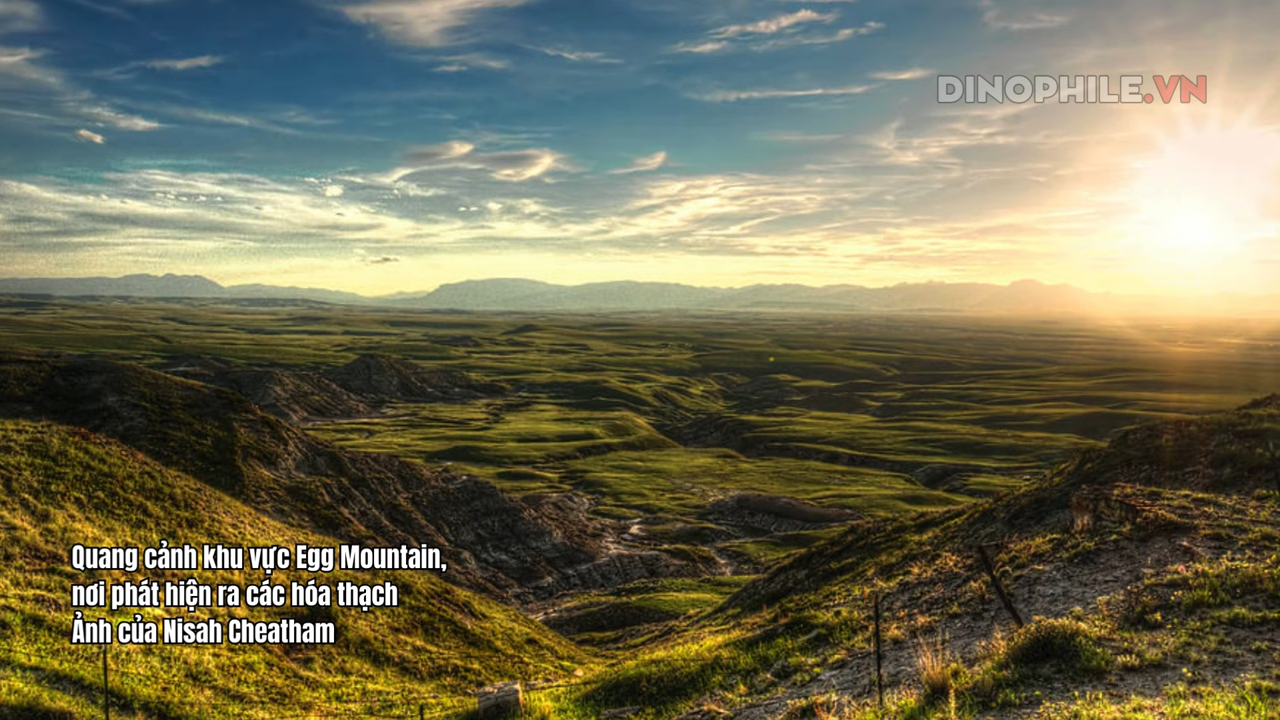 DINOPHILE.VN
Quang cảnh khu vực Egg Mountain,
nơi phát hiện ra các hóa thạch
Ảnh của Nisah Cheatham